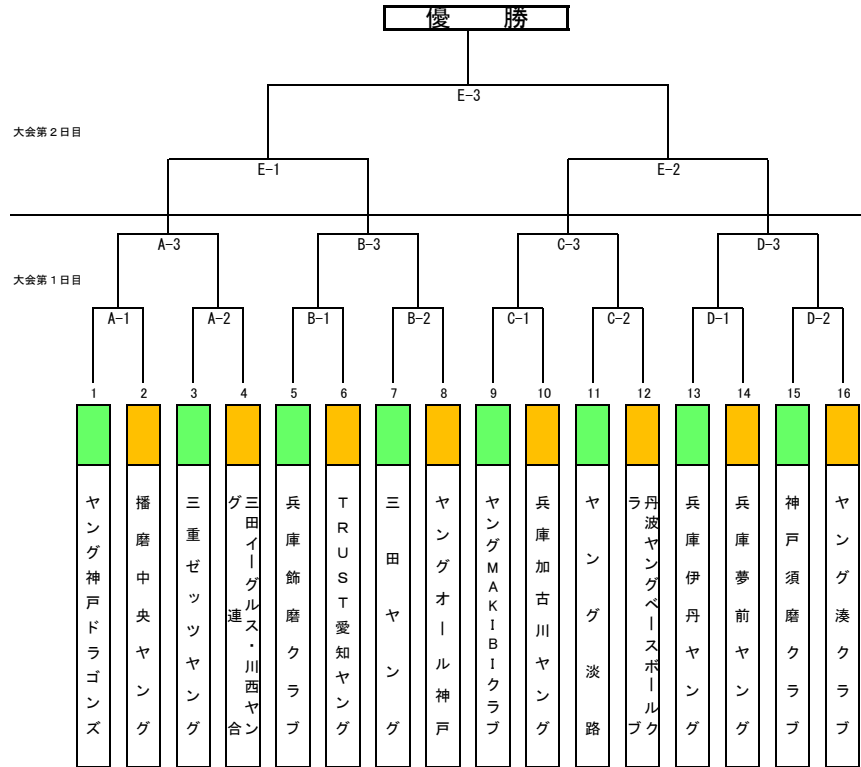 優 勝
E-3
大会第２日目
E-1
E-2
A-3
B-3
C-3
D-3
大会第１日目
A-1
A-2
B-1
B-2
C-1
C-2
D-1
D-2
1
2
3
4
5
6
7
8
9
10
11
12
13
14
15
16
ヤング神戸ドラゴンズ
播磨中央ヤング
三重ゼッツヤング
三田イーグルス・川西ヤン
グ連合
兵庫飾磨クラブ
ＴＲＵＳＴ愛知ヤング
三田ヤング
ヤングオール神戸
ヤングＭＡＫＩＢＩクラブ
兵庫加古川ヤング
ヤング淡路
丹波ヤングベースボールク
ラブ
兵庫伊丹ヤング
兵庫夢前ヤング
神戸須磨クラブ
ヤング湊クラブ